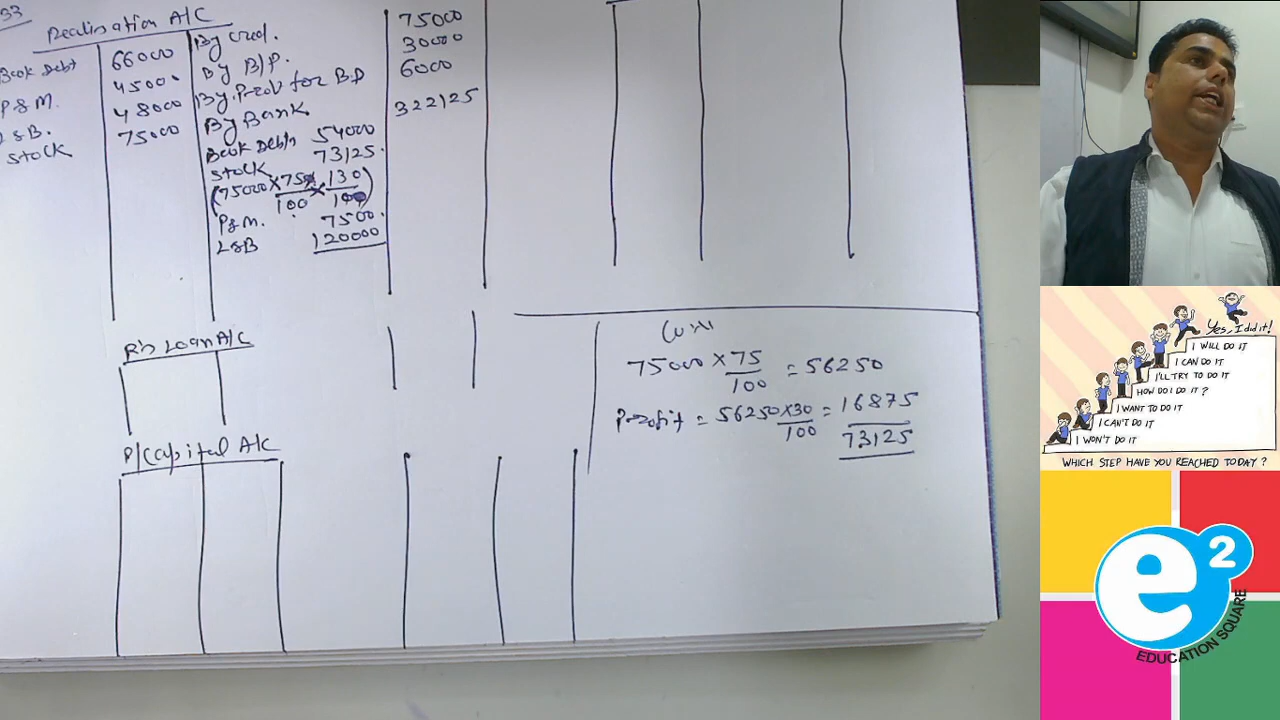 33
Realisation A/C
Book Debt 66000
P & M. 45000
L & B. 48000
Stock 75000
By Cred. 75000
By B/P. 30000
By. Prov for B.D 6000
By Bank 322125
Book Debts 54000
Stock 73125.
(75000 × 75/100 × 130/100)
P & M. 7500.
L & B 120000
R's Loan A/C
P/Capital A/C
75000 × 75/100 = 56250
Profit = 56250 × 30/100 = 16875
73125
Yes, I did it!
I WILL DO IT
I CAN DO IT
I'LL TRY TO DO IT
HOW DO I DO IT ?
I WANT TO DO IT
I CAN'T DO IT
I WON'T DO IT
WHICH STEP HAVE YOU REACHED TODAY ?
e2
EDUCATION SQUARE